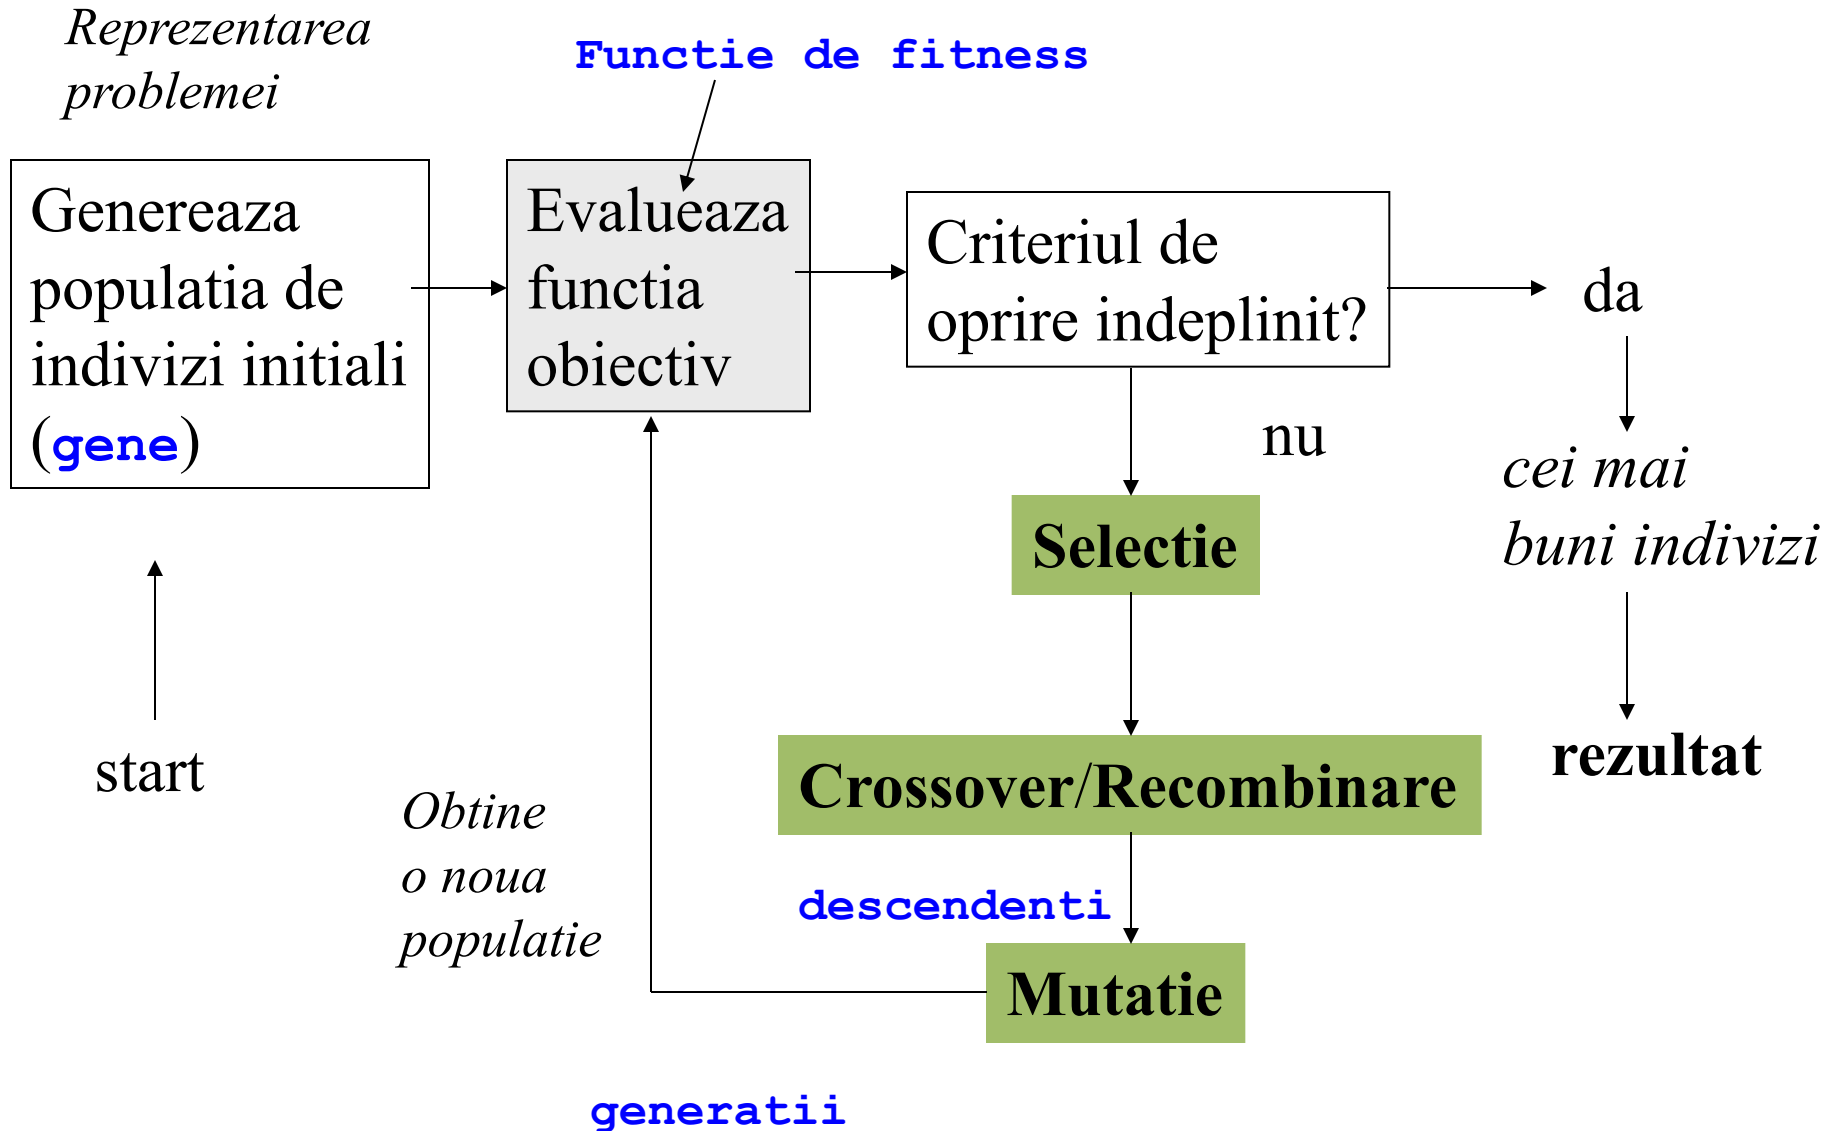 Reprezentarea
problemei
Functie de fitness
Genereaza
populatia de
indivizi initiali
(gene)
Evalueaza
functia
obiectiv
Criteriul de
oprire indeplinit?
da
nu
cei mai
buni indivizi
Selectie
start
rezultat
Crossover/Recombinare
Obtine
o noua
populatie
descendenti
Mutatie
generatii